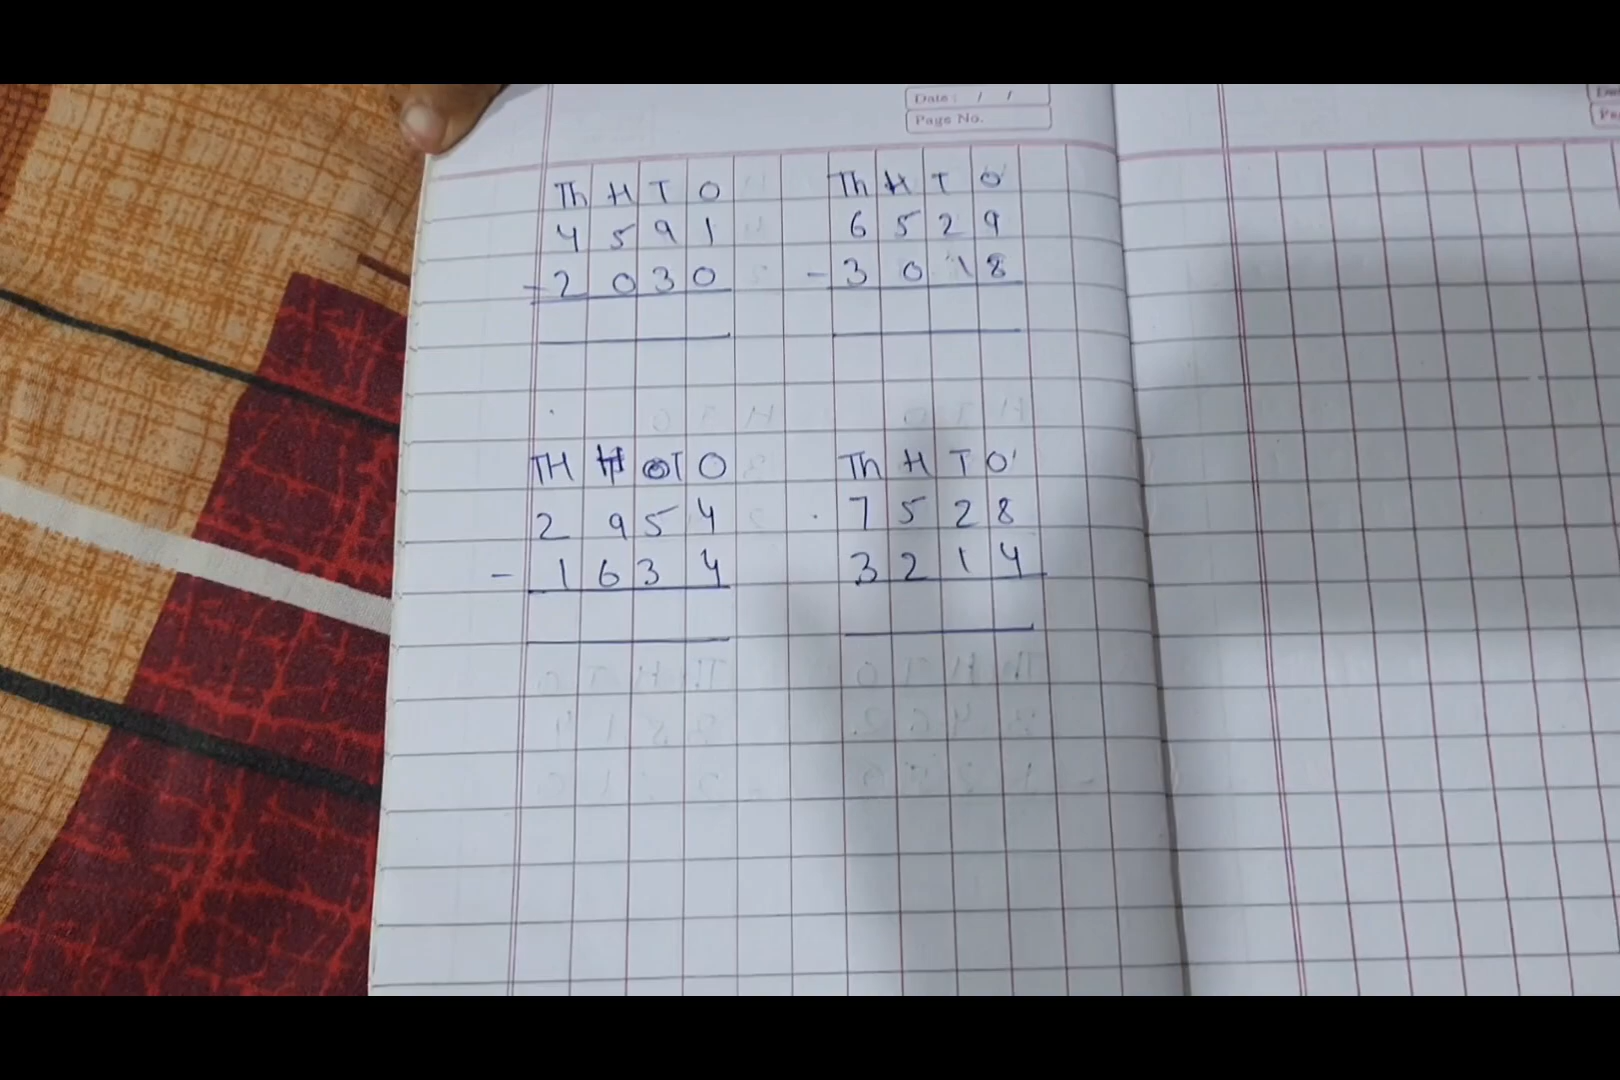 Date: / /
Page No.
Th H T O
4 5 9 1
- 2 0 3 0
Th H T O
6 5 2 9
- 3 0 1 8
TH H T O
2 9 5 4
- 1 6 3 4
Th H T O
7 5 2 8
3 2 1 4